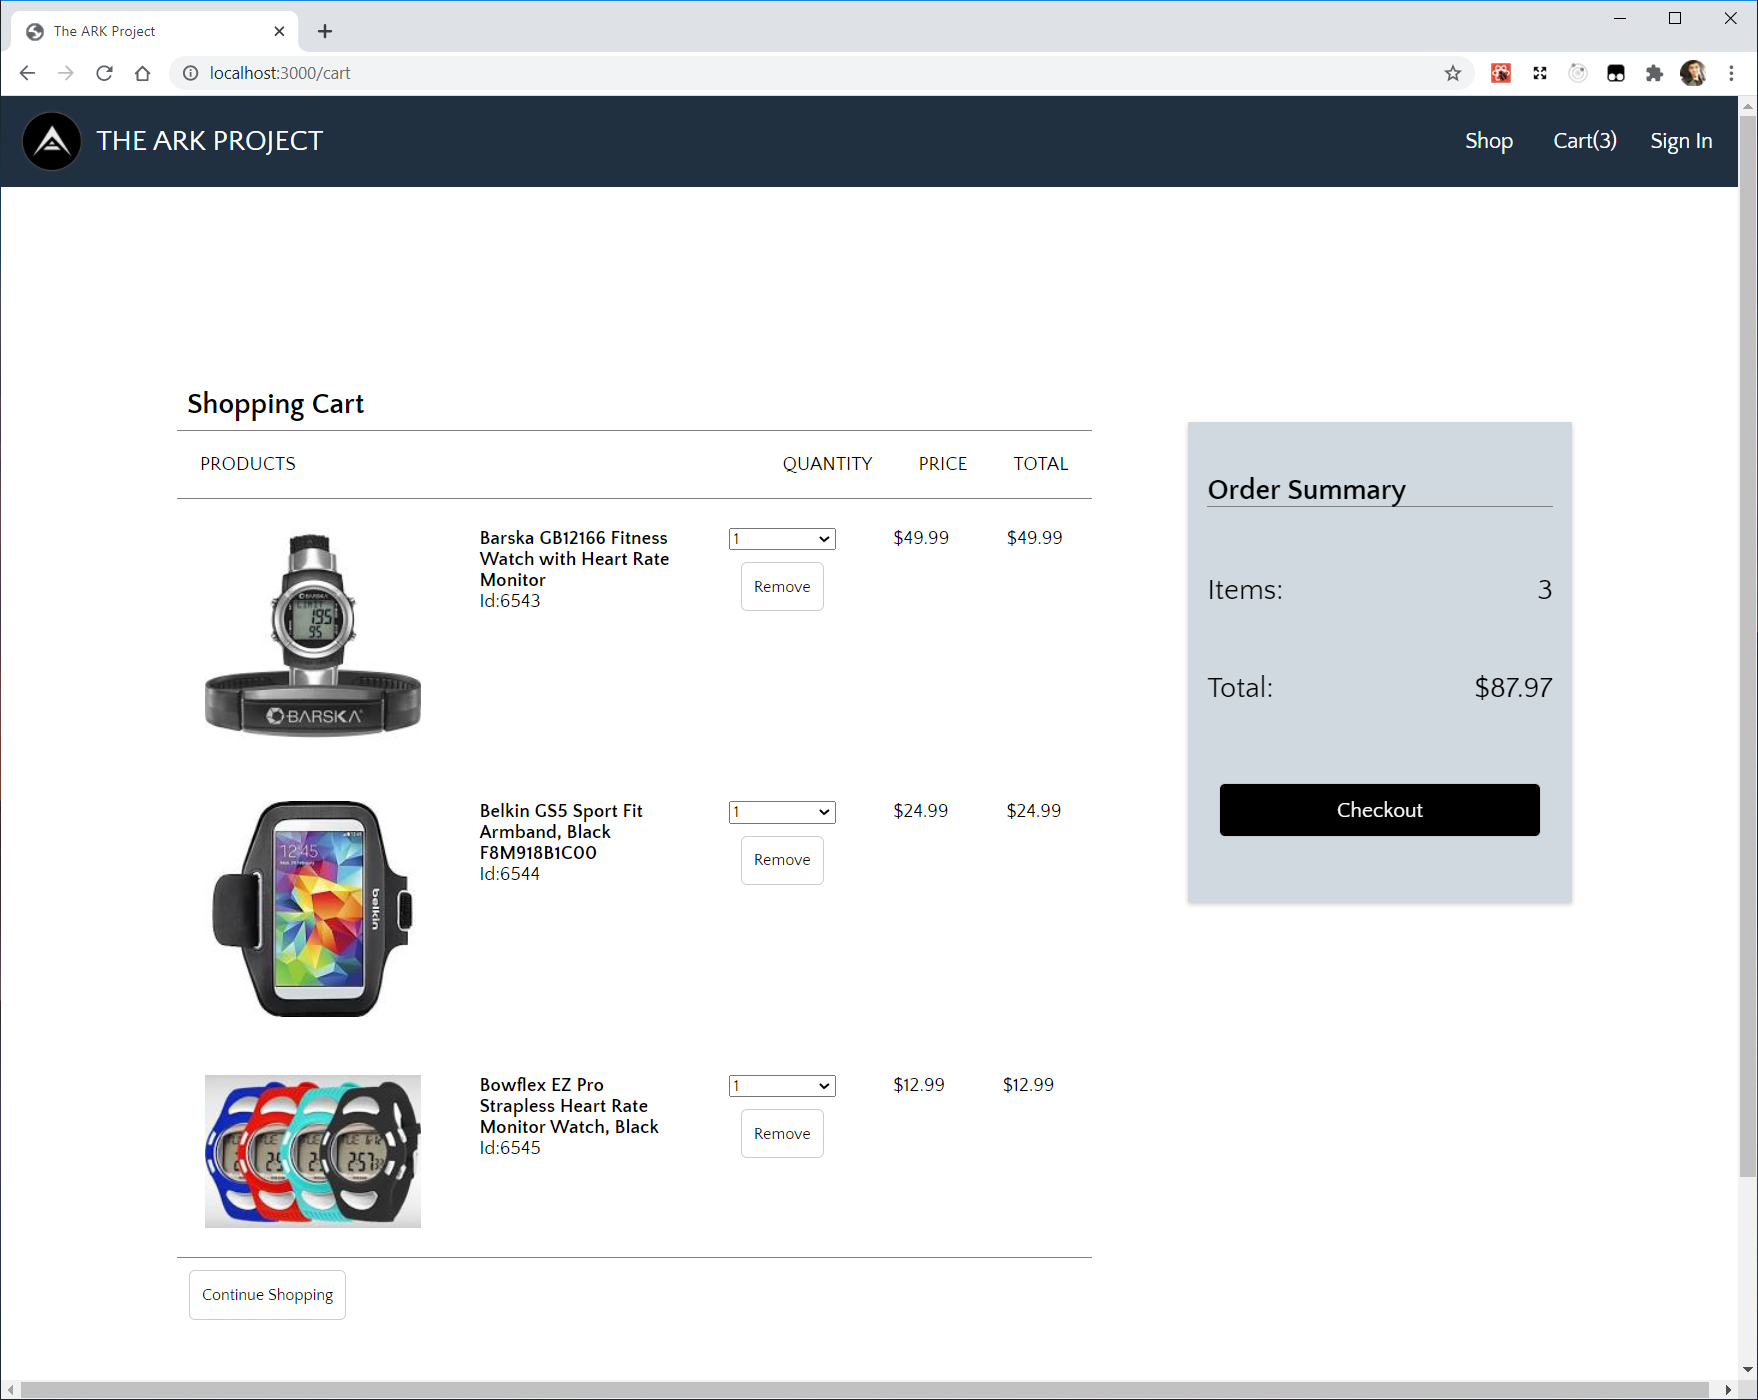 The ARK Project
localhost:3000/cart
THE ARK PROJECT
Shop
Cart(3)
Sign In
Shopping Cart
PRODUCTS QUANTITY PRICE TOTAL
Barska GB12166 Fitness
Watch with Heart Rate
Monitor
Id:6543
1
Remove
$49.99
$49.99
BARSKA
LIMIT
195
95
BARSKA
Belkin GS5 Sport Fit
Armband, Black
F8M918B1C00
Id:6544
1
Remove
$24.99
$24.99
12:45
belkin
Bowflex EZ Pro
Strapless Heart Rate
Monitor Watch, Black
Id:6545
1
Remove
$12.99
$12.99
2:57
Continue Shopping
Order Summary
Items: 3
Total: $87.97
Checkout